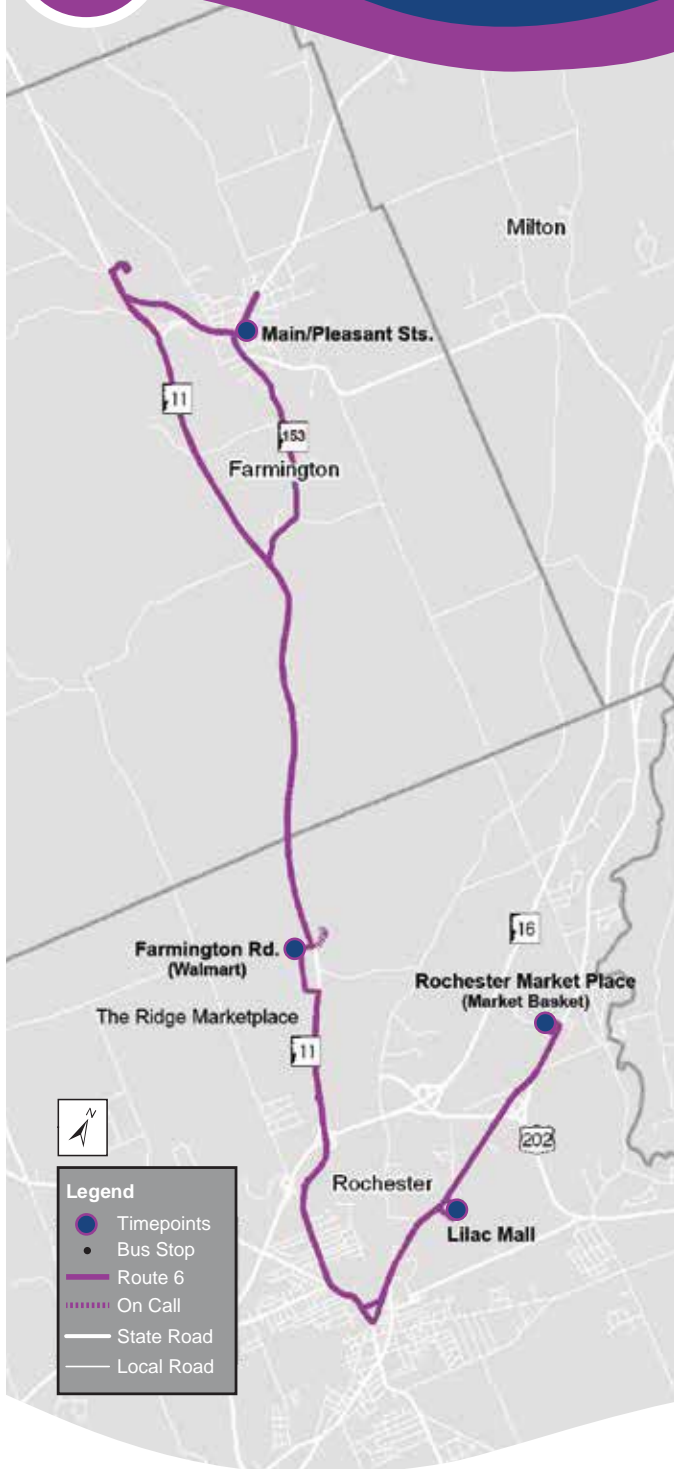 Milton
Main/Pleasant Sts.
11
153
Farmington
Farmington Rd.
(Walmart)
16
Rochester Market Place
(Market Basket)
The Ridge Marketplace
11
N
202
Rochester
Lilac Mall
Legend
Timepoints
Bus Stop
Route 6
On Call
State Road
Local Road